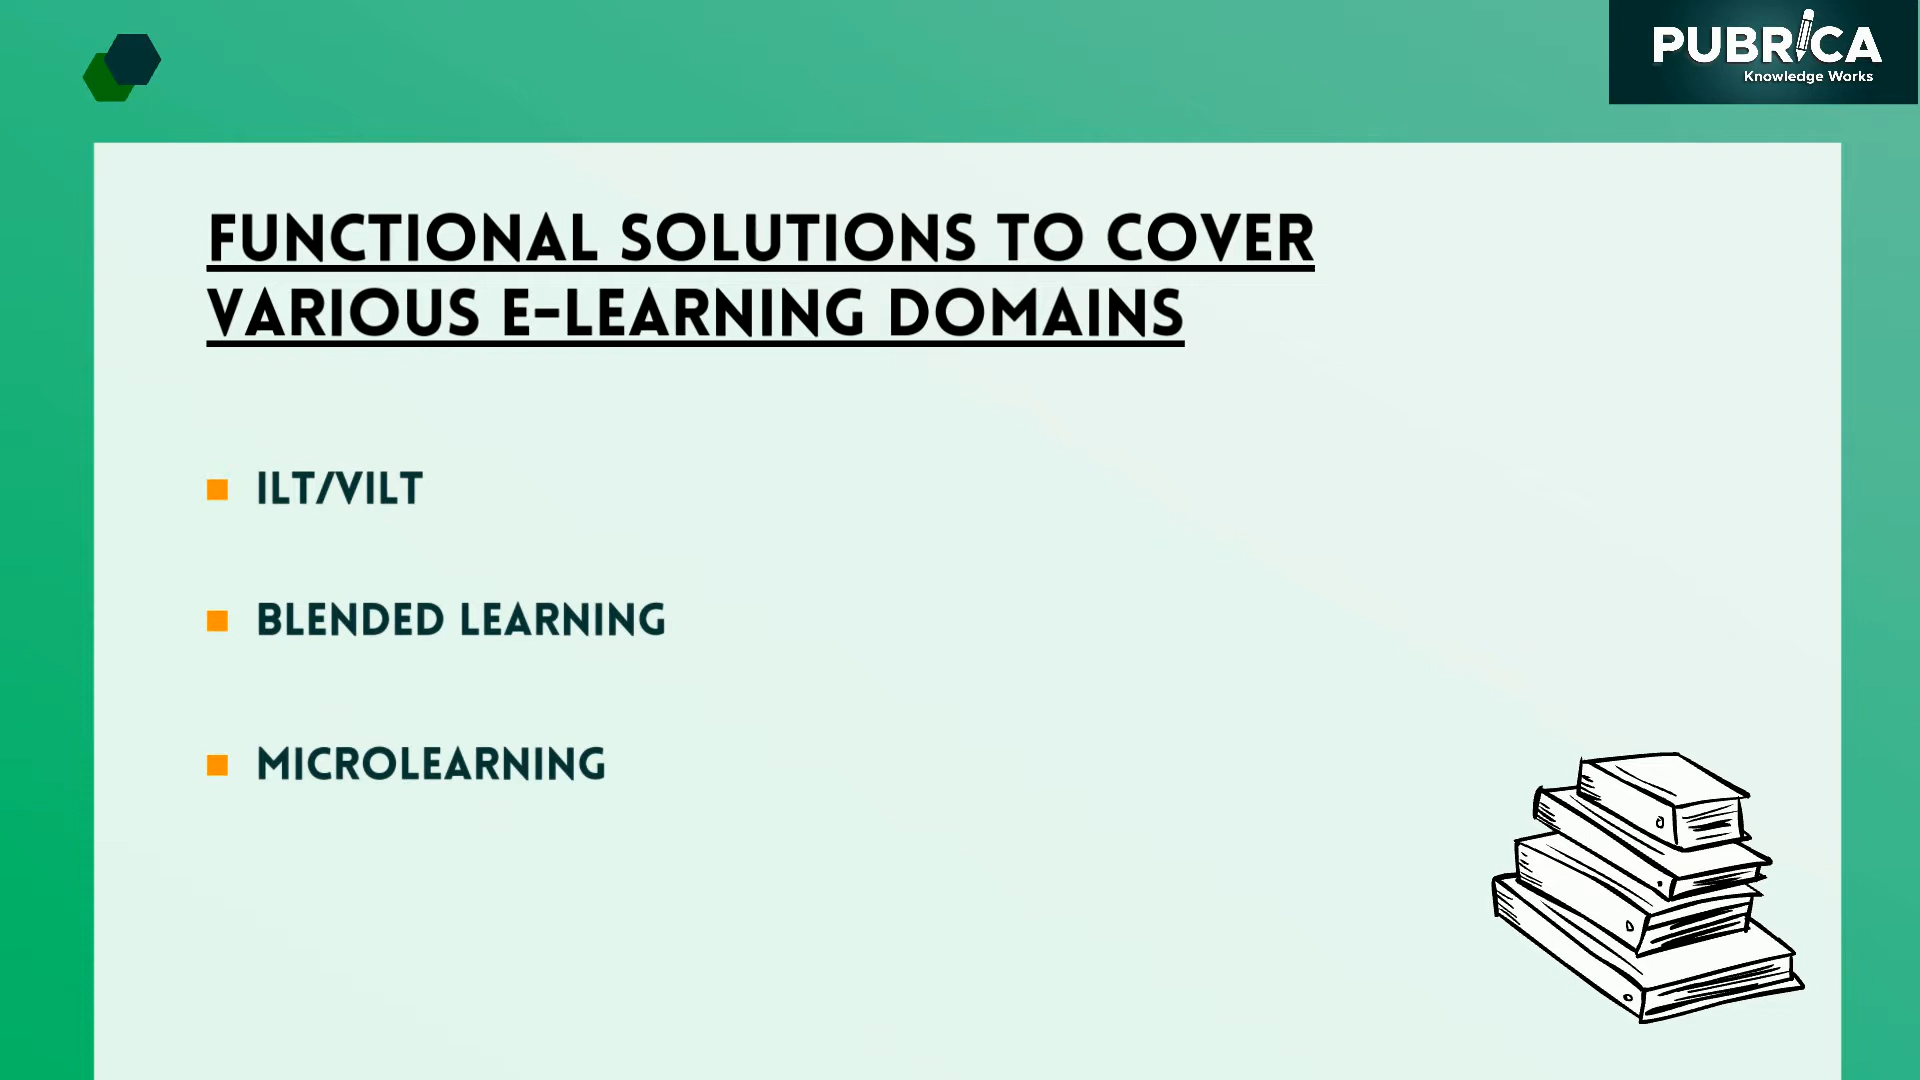 PUBRICA
Knowledge Works
FUNCTIONAL SOLUTIONS TO COVER
VARIOUS E-LEARNING DOMAINS
ILT/VILT
BLENDED LEARNING
MICROLEARNING